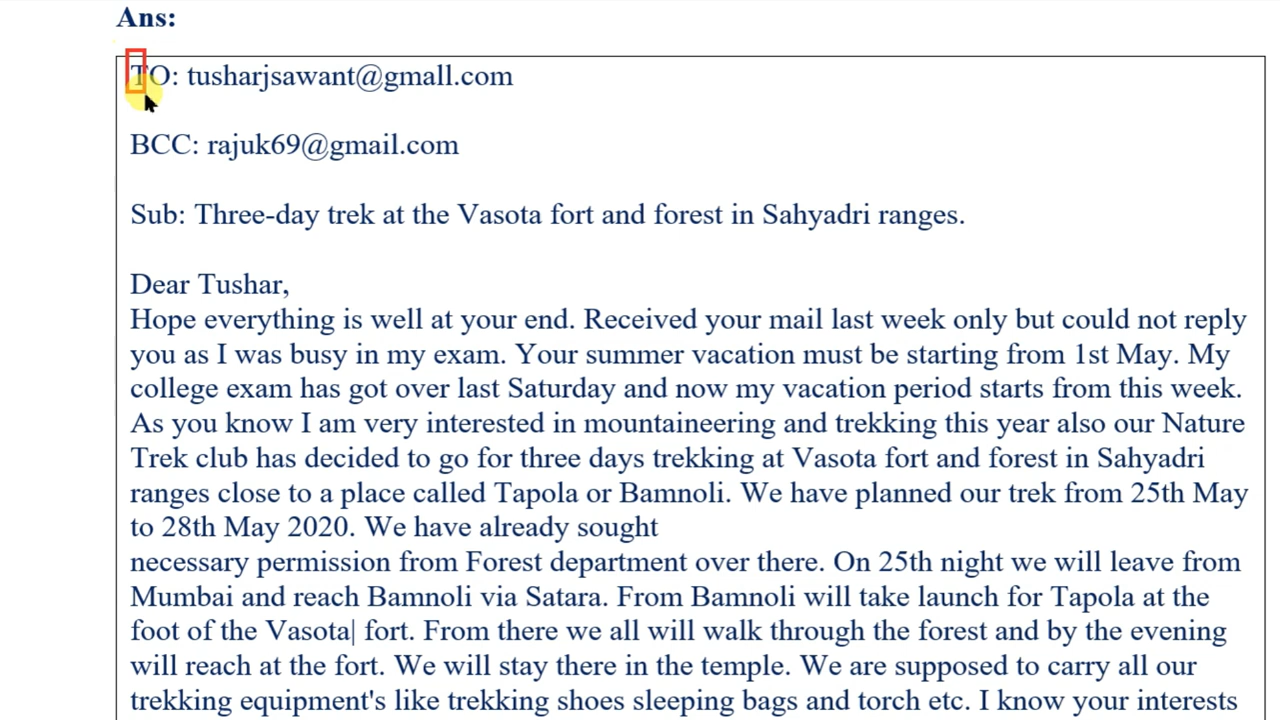 Ans:
TO: tusharjsawant@gmall.com
BCC: rajuk69@gmail.com
Sub: Three-day trek at the Vasota fort and forest in Sahyadri ranges.
Dear Tushar,
Hope everything is well at your end. Received your mail last week only but could not reply
you as I was busy in my exam. Your summer vacation must be starting from 1st May. My
college exam has got over last Saturday and now my vacation period starts from this week.
As you know I am very interested in mountaineering and trekking this year also our Nature
Trek club has decided to go for three days trekking at Vasota fort and forest in Sahyadri
ranges close to a place called Tapola or Bamnoli. We have planned our trek from 25th May
to 28th May 2020. We have already sought
necessary permission from Forest department over there. On 25th night we will leave from
Mumbai and reach Bamnoli via Satara. From Bamnoli will take launch for Tapola at the
foot of the Vasota| fort. From there we all will walk through the forest and by the evening
will reach at the fort. We will stay there in the temple. We are supposed to carry all our
trekking equipment's like trekking shoes sleeping bags and torch etc. I know your interests